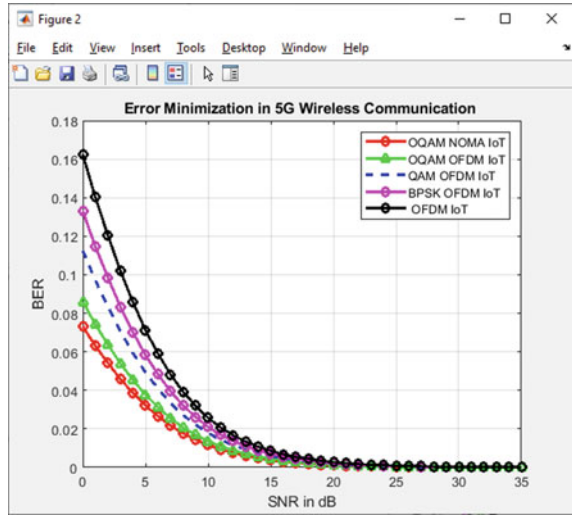 Figure 2
File Edit View Insert Tools Desktop Window Help
Error Minimization in 5G Wireless Communication
OQAM NOMA IoT
OQAM OFDM IoT
QAM OFDM IoT
BPSK OFDM IoT
OFDM IoT
BER
0.18
0.16
0.14
0.12
0.1
0.08
0.06
0.04
0.02
0
0 5 10 15 20 25 30 35
SNR in dB